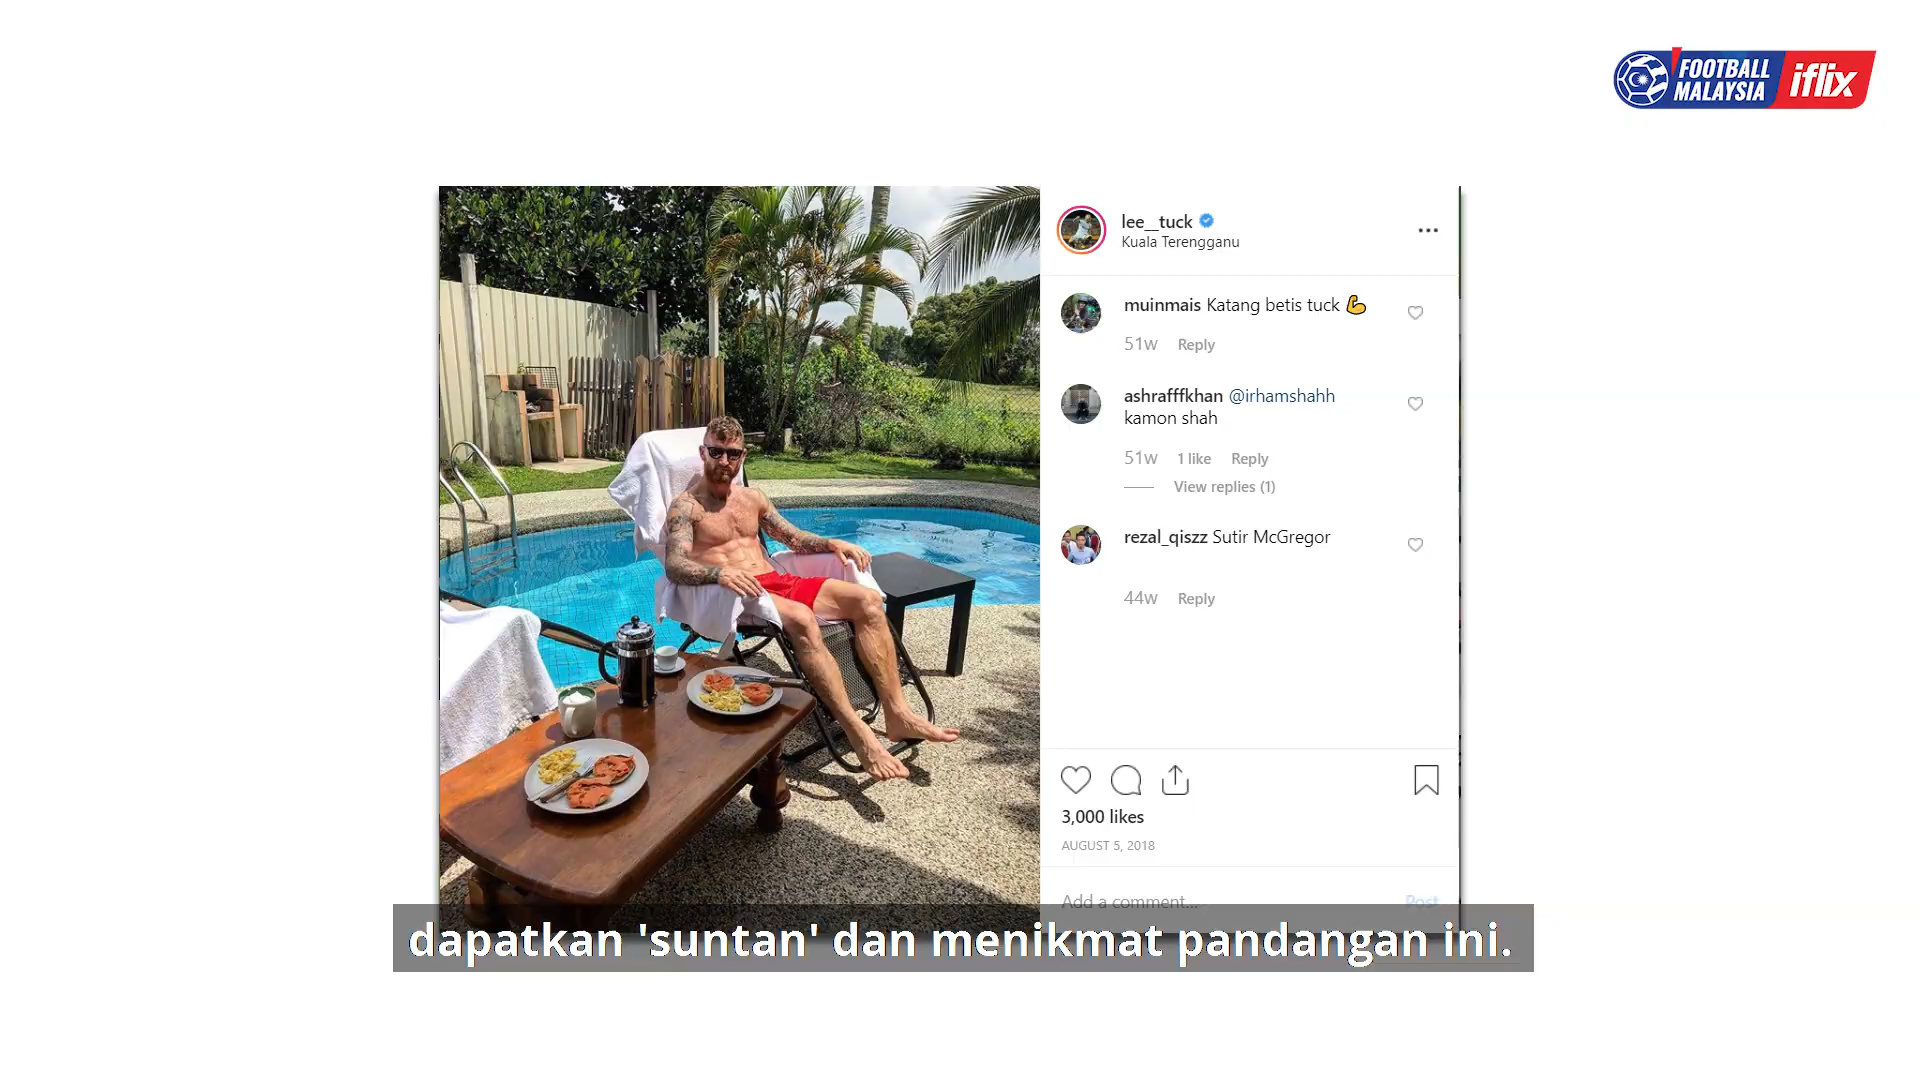 FOOTBALL
MALAYSIA
iflix
lee__tuck
Kuala Terengganu
muinmais Katang betis tuck 💪
51w Reply
ashrafffkhan @irhamshahh
kamon shah
51w 1 like Reply
View replies (1)
rezal_qiszz Sutir McGregor
44w Reply
3,000 likes
AUGUST 5, 2018
Add a comment... Post
dapatkan 'suntan' dan menikmat pandangan ini.